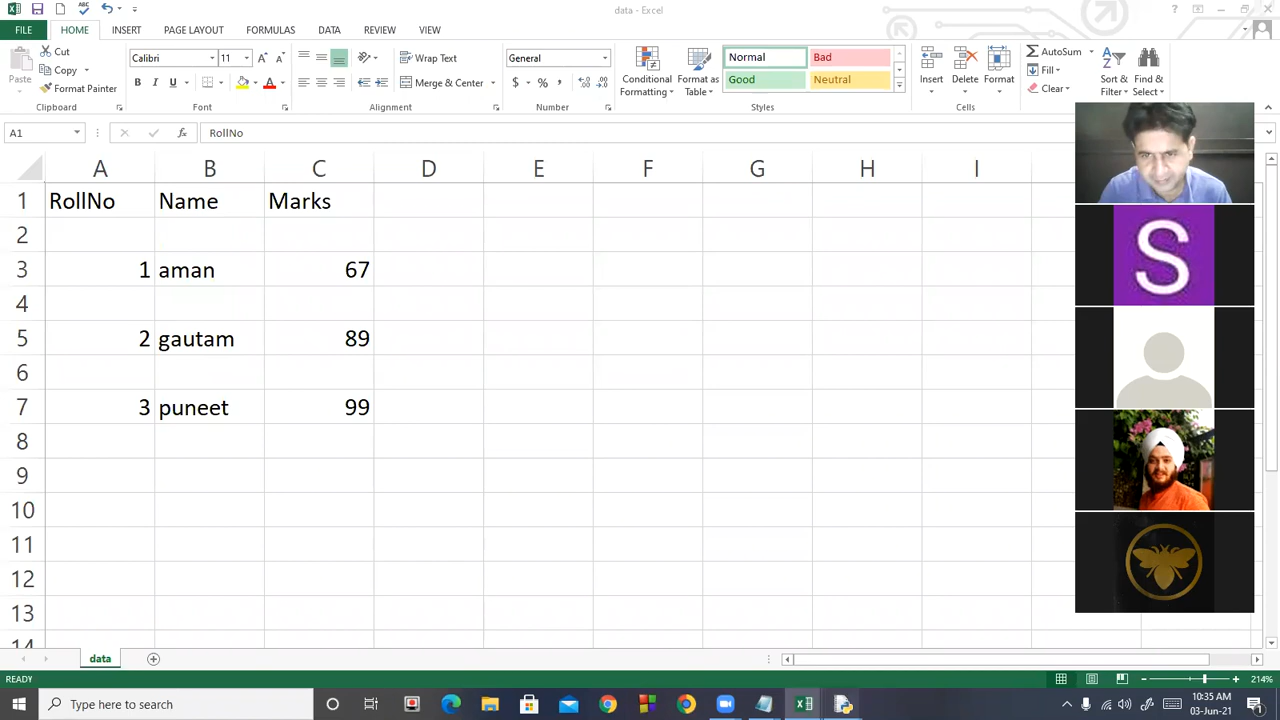 data - Excel
FILE HOME INSERT PAGE LAYOUT FORMULAS DATA REVIEW VIEW
Paste Cut Copy Format Painter Clipboard
Calibri 11 B I U A A A Font
Wrap Text Merge & Center Alignment
General $ % , Number
Conditional Formatting Format as Table Normal Bad Good Neutral Styles
Insert Delete Format Cells
AutoSum Fill Clear Sort & Filter Find & Select Editing
A1 fx RollNo
A B C D E F G H I
1 RollNo Name Marks
2
3 1 aman 67
4
5 2 gautam 89
6
7 3 puneet 99
8
9
10
11
12
13
14
S
data
READY 214%
Type here to search 10:35 AM
03-Jun-21